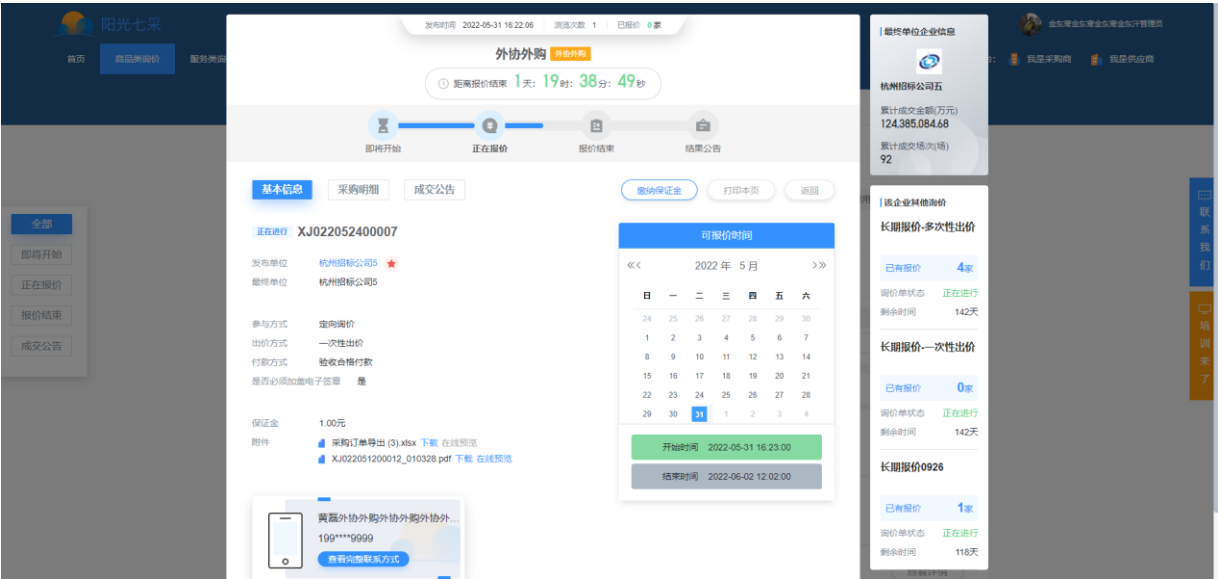 阳光七采
首页
商品类询价
服务类询
全东寰全东寰全东寰全东汗管理员
我是采购商
我是供应商
全部
即将开始
正在报价
报价结束
成交公告
发布时间 2022-05-31 16:22:06 浏览次数 1 已报价 0 家
外协外购 外协外购
距离报价结束 1 天: 19 时: 38 分: 49 秒
即将开始
正在报价
报价结束
结果公告
基本信息
采购明细
成交公告
缴纳保证金
打印本页
返回
正在进行 XJ022052400007
发布单位 杭州招标公司5
最终单位 杭州招标公司5
参与方式 定向询价
出价方式 一次性出价
付款方式 验收合格付款
是否必须加盖电子签章 是
保证金 1.00元
附件 采购订单导出 (3).xlsx 下载 在线预览
XJ022051200012_010328.pdf 下载 在线预览
黄磊外协外购外协外购外协外...
199****9999
查看完整联系方式
可报价时间
«‹ 2022 年 5 月 ›»
日 一 二 三 四 五 六
24 25 26 27 28 29 30
1 2 3 4 5 6 7
8 9 10 11 12 13 14
15 16 17 18 19 20 21
22 23 24 25 26 27 28
29 30 31 1 2 3 4
开始时间 2022-05-31 16:23:00
结束时间 2022-06-02 12:02:00
最终单位企业信息
杭州招标公司五
累计成交金额(万元)
124,385,084.68
累计成交场次(场)
92
该企业其他询价
长期报价-多次性出价
已有报价 4家
询价单状态 正在进行
剩余时间 142天
长期报价-一次性出价
已有报价 0家
询价单状态 正在进行
剩余时间 142天
长期报价0926
已有报价 1家
询价单状态 正在进行
剩余时间 118天
联系我们
培训来了